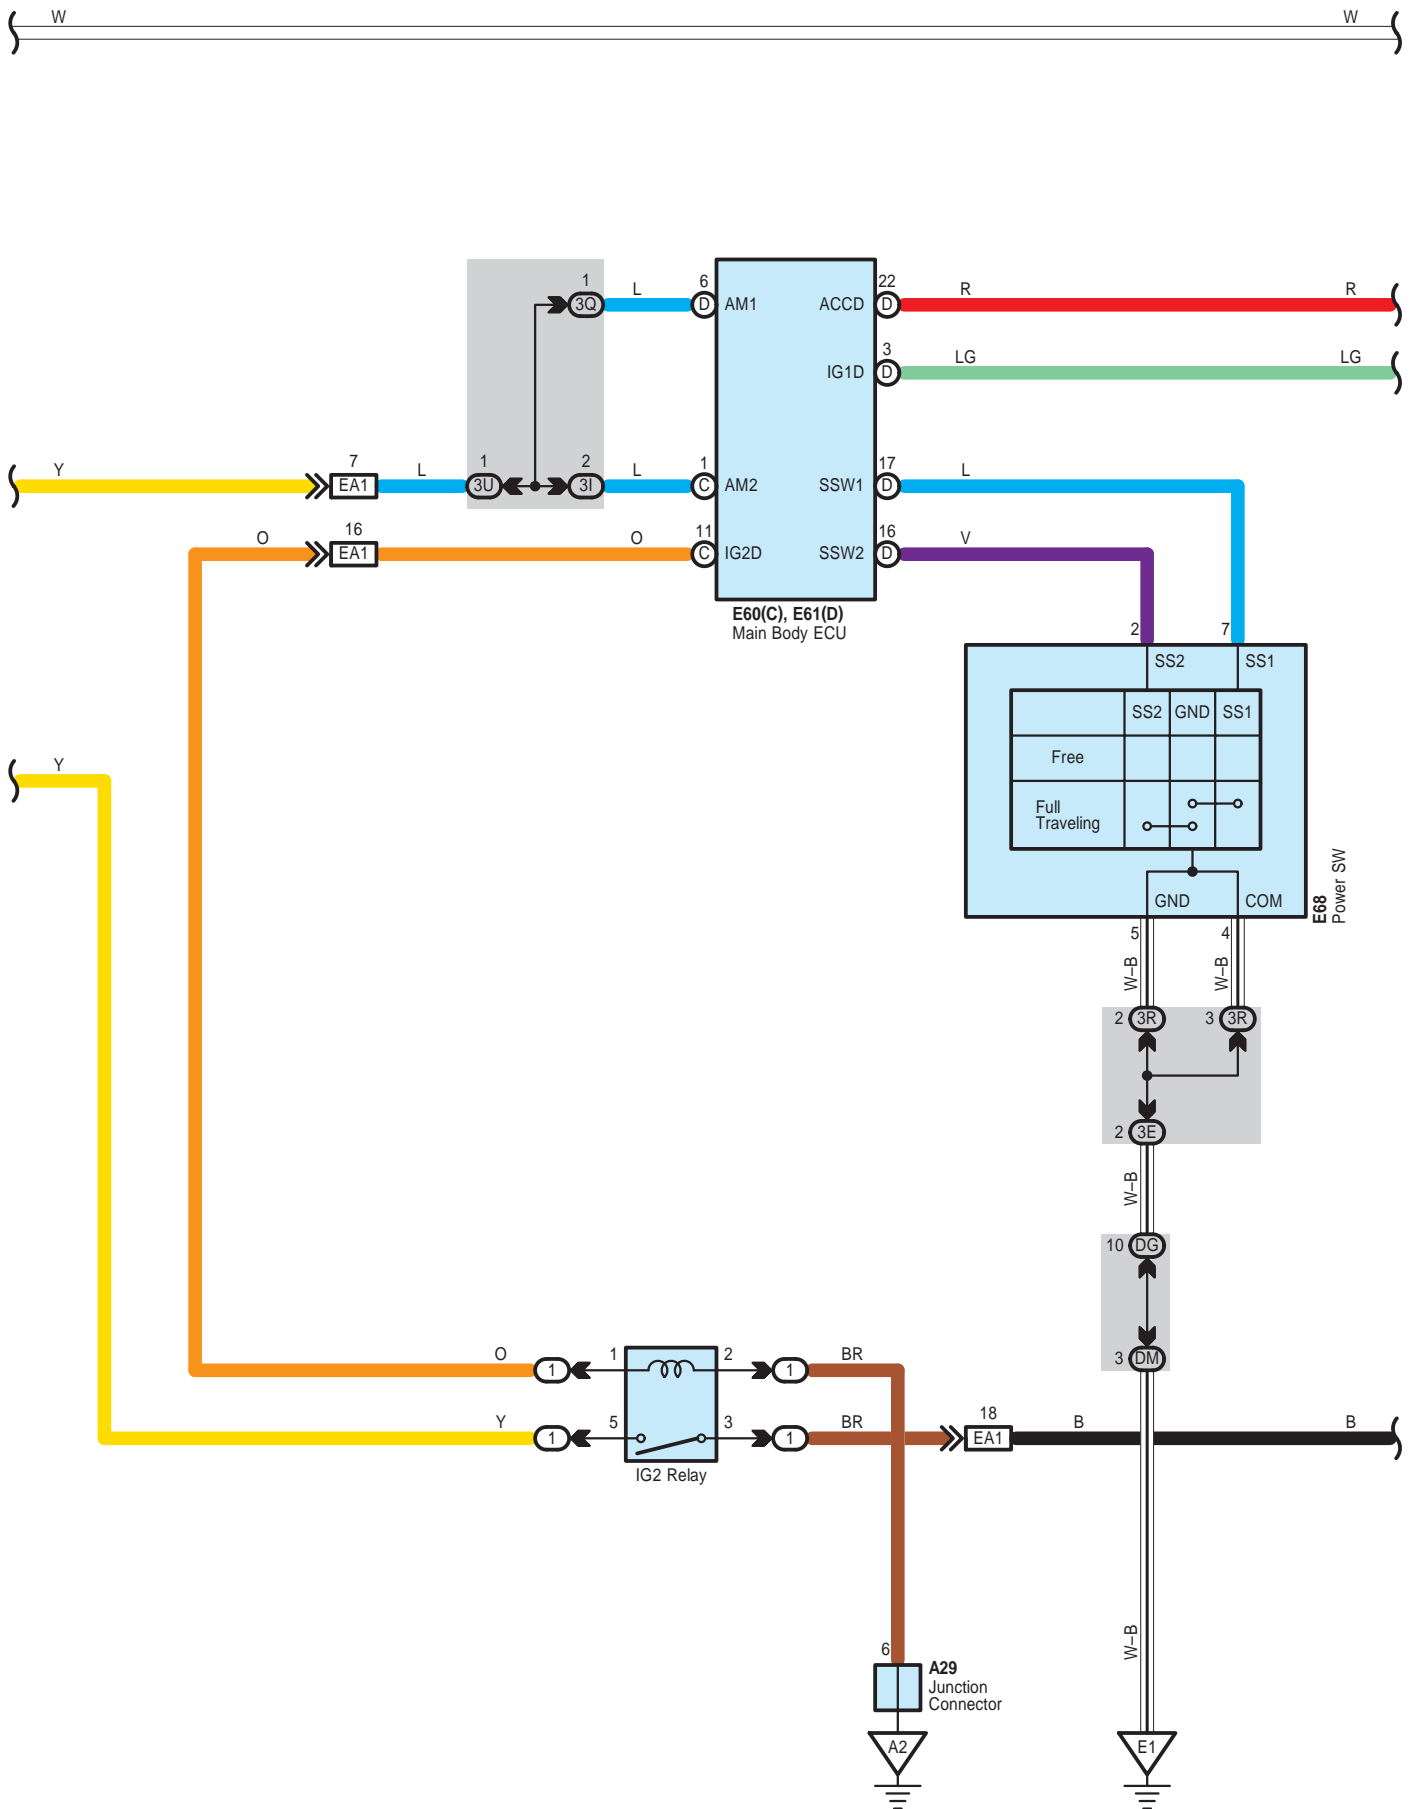 W W
1
3Q
L
6
D
AM1
ACCD
22
D
R R
IG1D
3
D
LG LG
Y
7
EA1
L
1
3U
2
3I
L
1
C
AM2
SSW1
17
D
L
O
16
EA1
O
11
C
IG2D
SSW2
16
D
V
E60(C), E61(D)
Main Body ECU
2
7
SS2
SS1
SS2 GND SS1
Free
Full
Traveling
GND
COM
E68
Power SW
Y
5
4
W–B
W–B
2 3R
3 3R
2 3E
W–B
10 DG
3 DM
O
1
1
2
1
BR
Y
1
5
3
1
BR
18
EA1
B B
IG2 Relay
W–B
6
A29
Junction
Connector
A2
E1